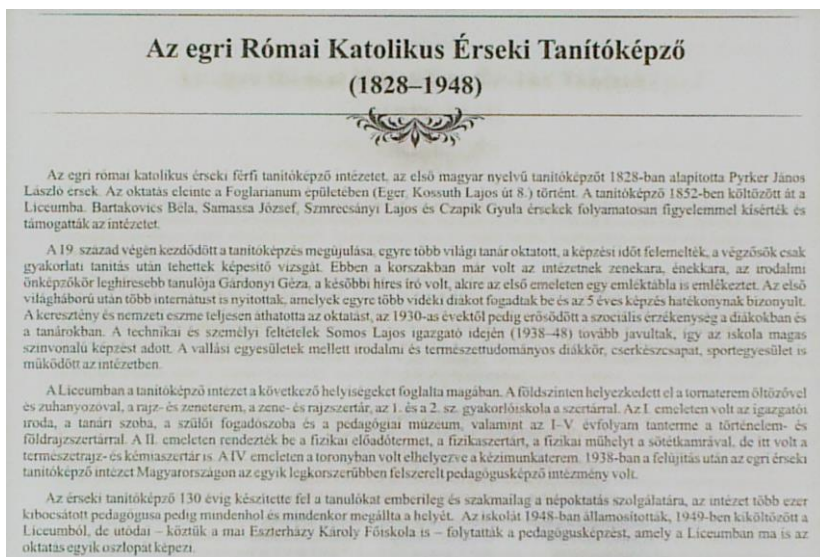 Az egri Római Katolikus Érseki Tanítóképző
(1828–1948)
Az egri római katolikus érseki férfi tanítóképző intézetet, az első magyar nyelvű tanítóképzőt 1828-ban alapította Pyrker János
László érsek. Az oktatás eleinte a Foglarianum épületében (Eger, Kossuth Lajos út 8.) történt. A tanítóképző 1852-ben költözött át a
Líceumba. Bartakovics Béla, Samassa József, Szmrecsányi Lajos és Czapik Gyula érsekek folyamatosan figyelemmel kísérték és
támogatták az intézetet.
A 19. század végén kezdődött a tanítóképzés megújulása, egyre több világi tanár oktatott, a képzési időt felemelték, a végzősök csak
gyakorlati tanítás után tehettek képesítő vizsgát. Ebben a korszakban már volt az intézetnek zenekara, énekkara, az irodalmi
önképzőkör leghíresebb tanulója Gárdonyi Géza, a későbbi híres író volt, akire az első emeleten egy emléktábla is emlékeztet. Az első
világháború után több internátust is nyitottak, amelyek egyre több vidéki diákot fogadtak be és az 5 éves képzés hatékonynak bizonyult.
A keresztény és nemzeti eszme teljesen áthatotta az oktatást, az 1930-as évektől pedig erősödött a szociális érzékenység a diákokban és
a tanárokban. A technikai és személyi feltételek Somos Lajos igazgató idején (1938–48) tovább javultak, így az iskola magas
színvonalú képzést adott. A vallási egyesületek mellett irodalmi és természettudományos diákkör, cserkészcsapat, sportegyesület is
működött az intézetben.
A Líceumban a tanítóképző intézet a következő helyiségeket foglalta magában. A földszinten helyezkedett el a tornaterem öltözővel
és zuhanyozóval, a rajz- és zeneterem, a zene- és rajzszertár, az 1. és a 2. sz. gyakorlóiskola a szertárral. Az I. emeleten volt az igazgatói
iroda, a tanári szoba, a szülői fogadószoba és a pedagógiai múzeum, valamint az I–V évfolyam tanterme a történelem- és
földrajzszertárral. A II. emeleten rendezték be a fizikai előadótermet, a fizikaszertárt, a fizikai műhelyt a sötétkamrával, de itt volt a
természetrajz- és kémiaszertár is. A IV. emeleten a toronyban volt elhelyezve a kézimunkaterem. 1938-ban a felújítás után az egri érseki
tanítóképző intézet Magyarországon az egyik legkorszerűbben felszerelt pedagógusképző intézmény volt.
Az érseki tanítóképző 130 évig készítette fel a tanulókat emberileg és szakmailag a népoktatás szolgálatára, az intézet több ezer
kibocsátott pedagógusa pedig mindenhol és mindenkor megállta a helyét. Az iskolát 1948-ban államosították, 1949-ben kiköltözött a
Líceumból, de utódai – köztük a mai Eszterházy Károly Főiskola is – folytatták a pedagógusképzést, amely a Líceumban ma is az
oktatás egyik oszlopát képezi.